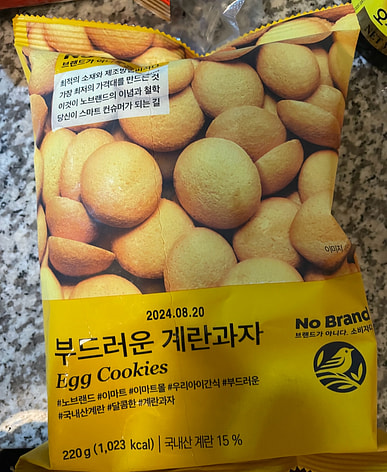 브랜드가 아니다
최적의 소재와 제조방법을 찾아
가장 최저의 가격대를 만드는 것
이것이 노브랜드의 이념과 철학
당신이 스마트 컨슈머가 되는 길
이미지
2024.08.20
부드러운 계란과자
Egg Cookies
No Brand
브랜드가 아니다. 소비자다
#노브랜드 #이마트 #이마트몰 #우리아이간식 #부드러운
#국내산계란 #달콤한 #계란과자
220g (1,023 kcal) | 국내산 계란 15 %